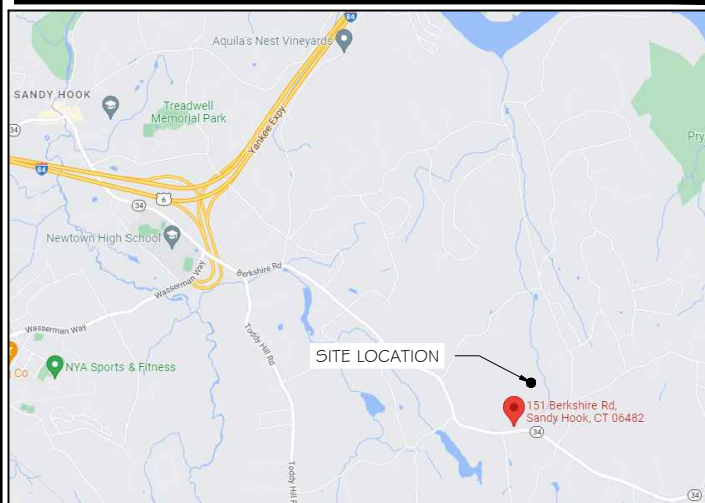 84
Aquila's Nest Vineyards
SANDY HOOK
Treadwell
Memorial Park
34
Yankee Expy
Pry
84
6
34
Newtown High School
Berkshire Rd
Wasserman Way
Wasserman Way
Toddy Hill Rd
SITE LOCATION
NYA Sports & Fitness
Co
151 Berkshire Rd,
Sandy Hook, CT 06482
34
Toddy Hill R
34